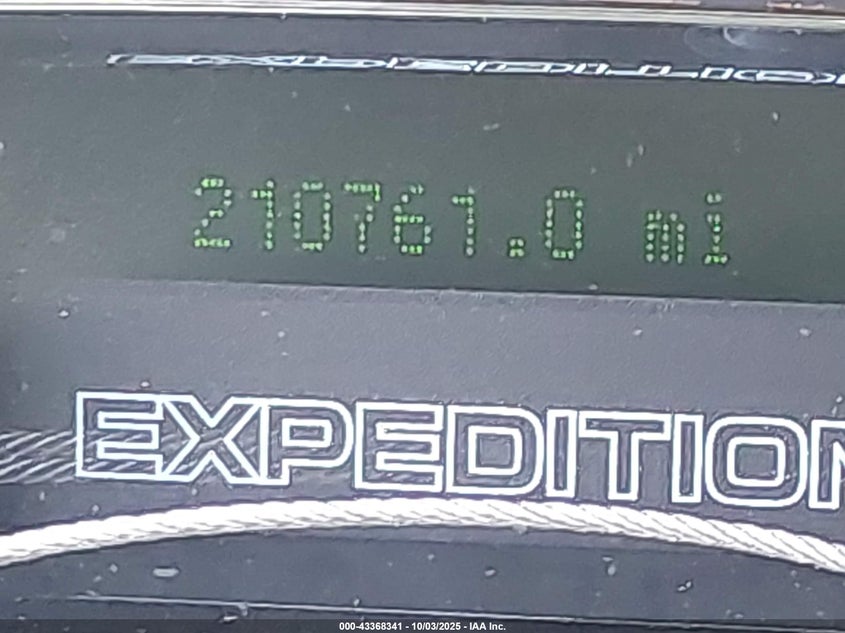 210761.0 mi
EXPEDITION
000-43368341 - 10/03/2025 - IAA Inc.